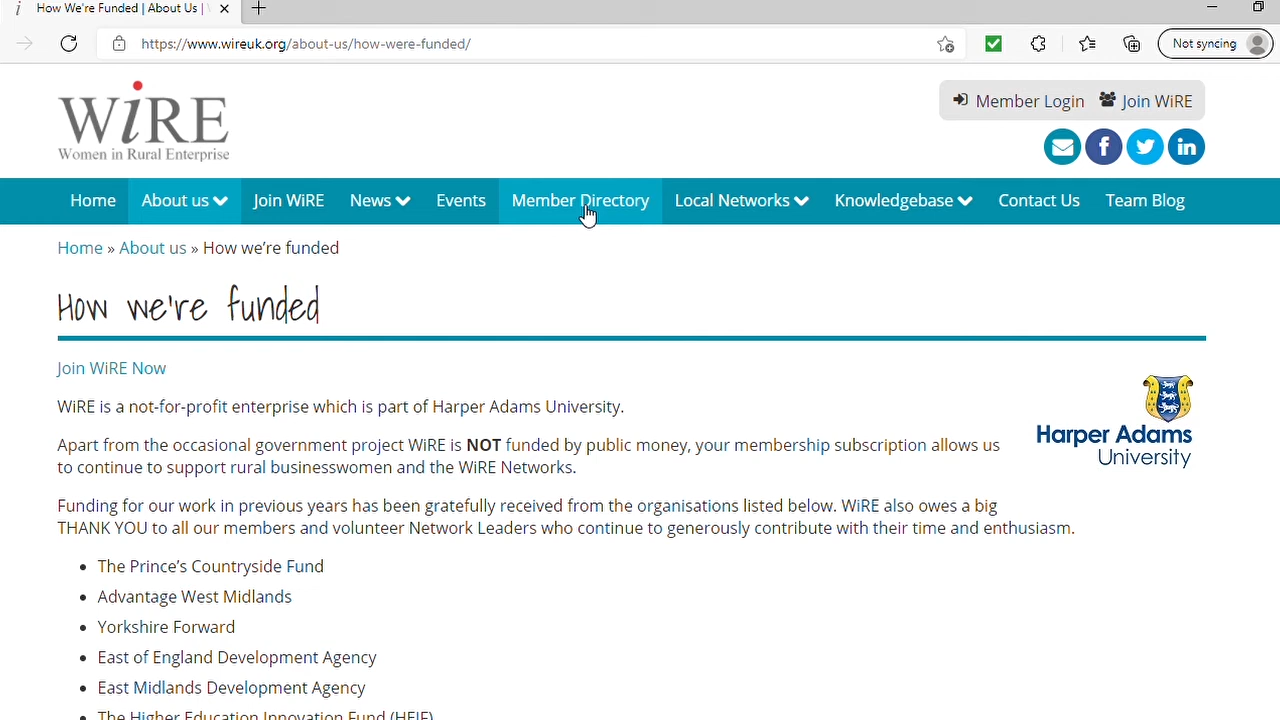 How We're Funded | About Us |
https://www.wireuk.org/about-us/how-were-funded/
Not syncing
WiRE
Women in Rural Enterprise
Member Login Join WiRE
Home About us Join WiRE News Events Member Directory Local Networks Knowledgebase Contact Us Team Blog
Home » About us » How we're funded
How we're funded
Join WiRE Now
WiRE is a not-for-profit enterprise which is part of Harper Adams University.
Harper Adams
University
Apart from the occasional government project WiRE is NOT funded by public money, your membership subscription allows us
to continue to support rural businesswomen and the WiRE Networks.
Funding for our work in previous years has been gratefully received from the organisations listed below. WiRE also owes a big
THANK YOU to all our members and volunteer Network Leaders who continue to generously contribute with their time and enthusiasm.
• The Prince's Countryside Fund
• Advantage West Midlands
• Yorkshire Forward
• East of England Development Agency
• East Midlands Development Agency
• The Higher Education Innovation Fund (HEIF)